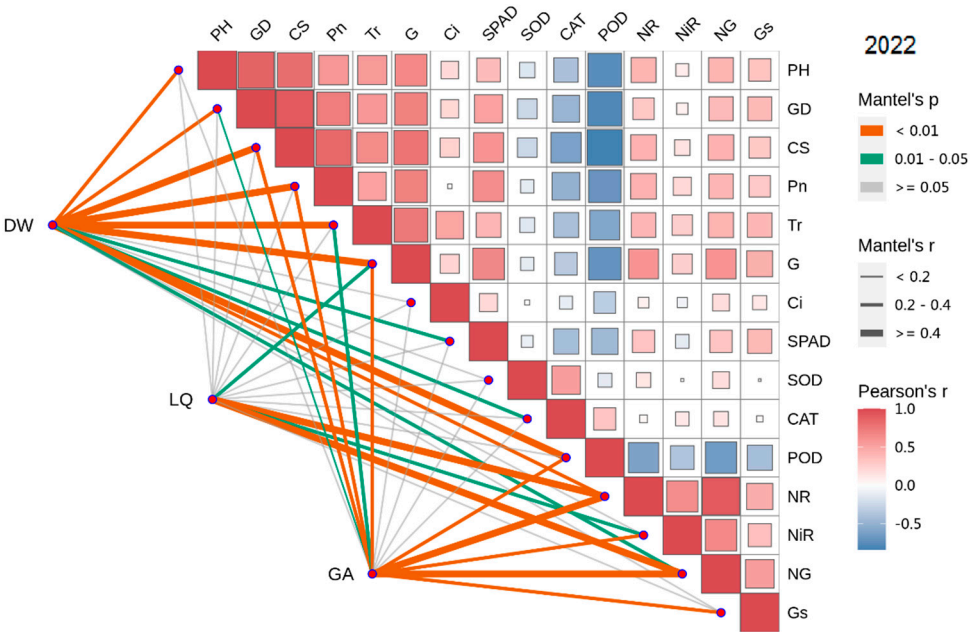 PH GD CS Pn Tr G Ci SPAD SOD CAT POD NR NiR NG Gs
2022
PH
GD
CS
Pn
Tr
G
Ci
SPAD
SOD
CAT
POD
NR
NiR
NG
Gs
DW
LQ
GA
Mantel's p
< 0.01
0.01 - 0.05
>= 0.05
Mantel's r
< 0.2
0.2 - 0.4
>= 0.4
Pearson's r
1.0
0.5
0.0
-0.5